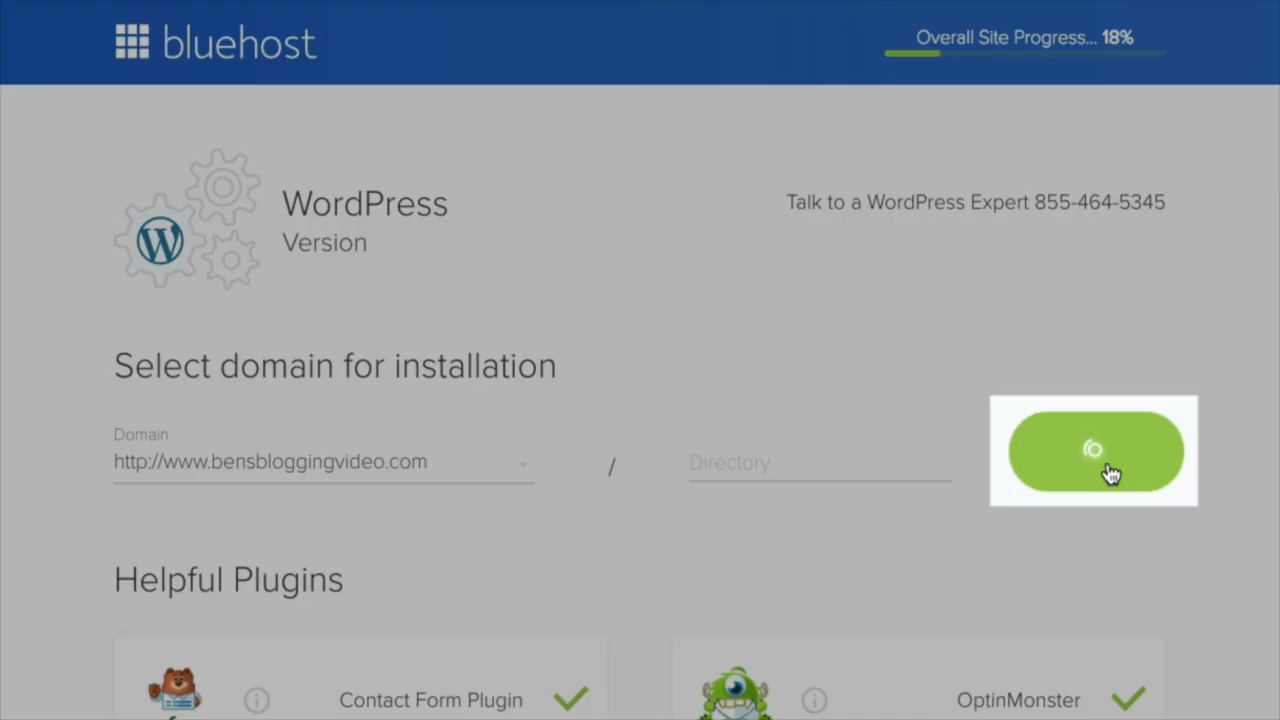 bluehost
Overall Site Progress... 18%
WordPress
Version
Talk to a WordPress Expert 855-464-5345
Select domain for installation
Domain
http://www.bensbloggingvideo.com / Directory
Helpful Plugins
Contact Form Plugin
OptinMonster